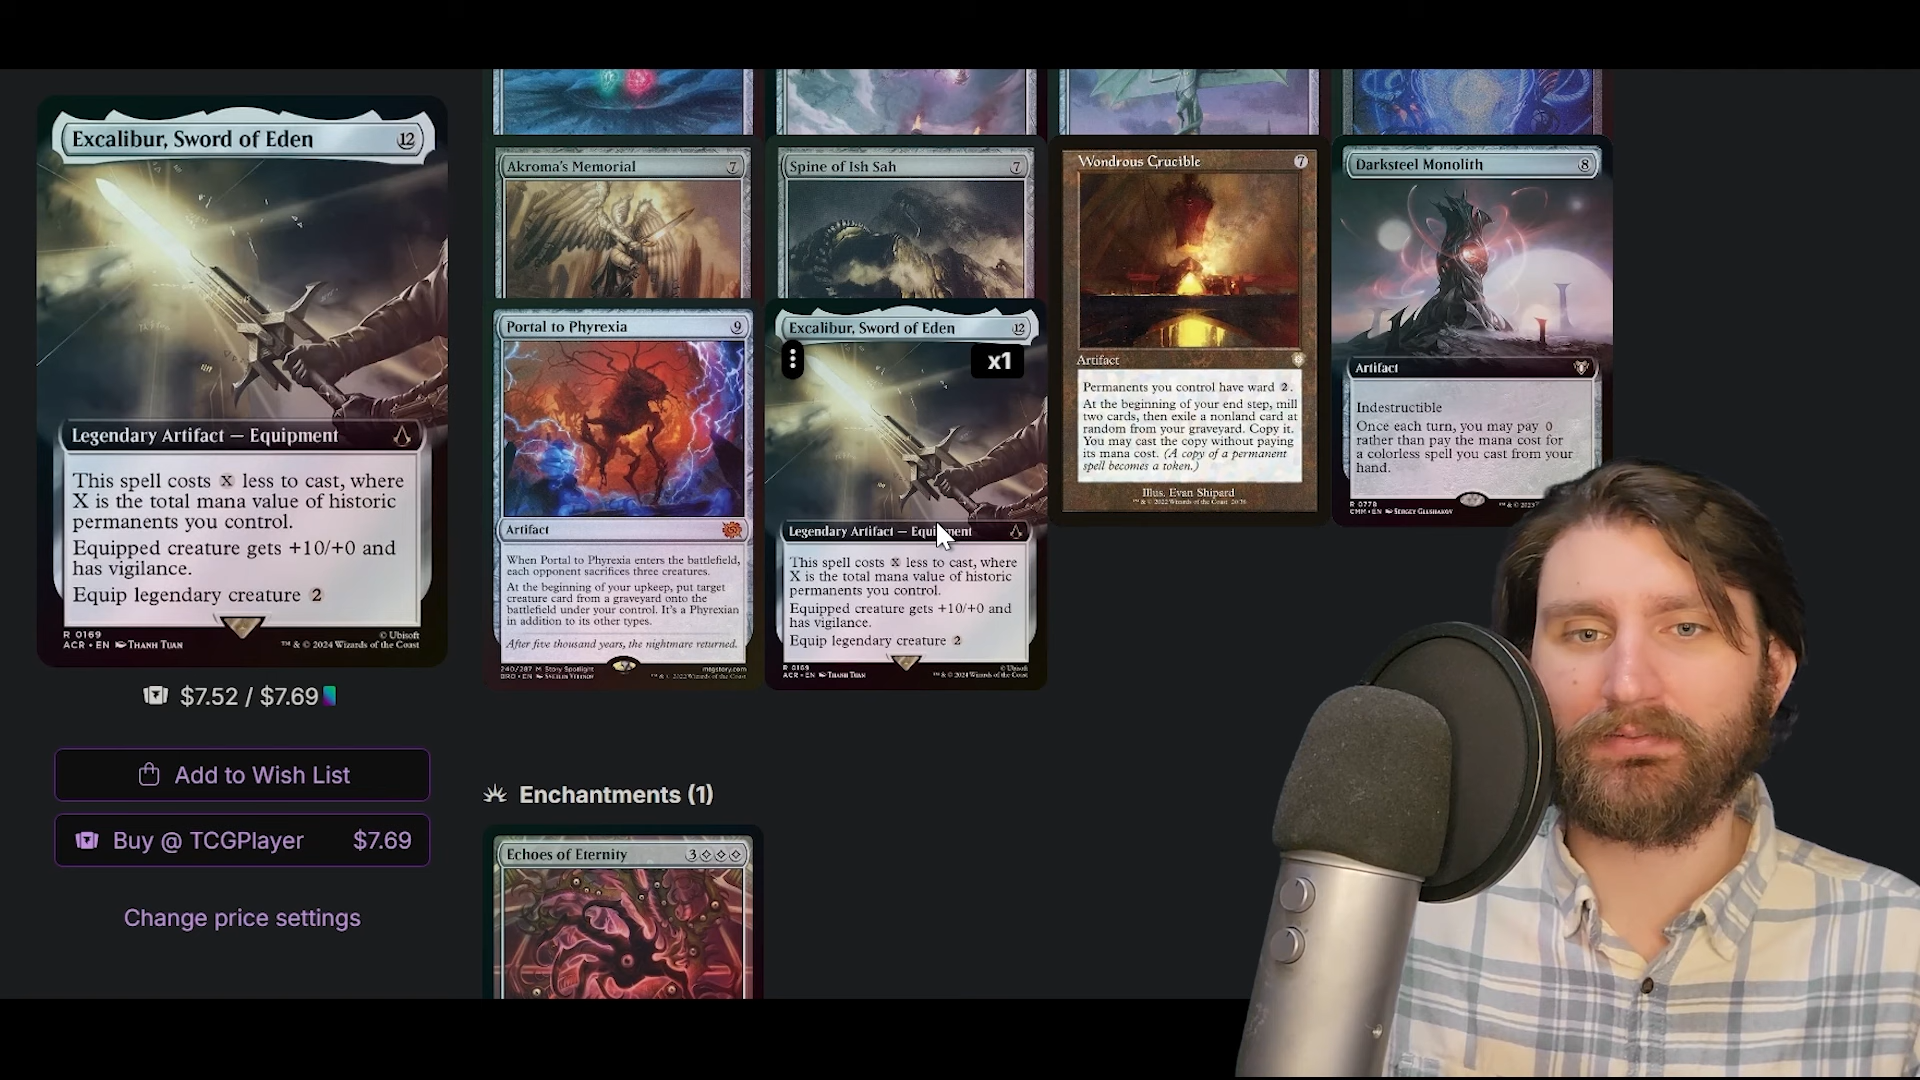 Excalibur, Sword of Eden 12
Legendary Artifact — Equipment
This spell costs X less to cast, where
X is the total mana value of historic
permanents you control.
Equipped creature gets +10/+0 and
has vigilance.
Equip legendary creature 2
R 0169
ACR • EN Thanh Tuan
© Ubisoft
™ & © 2024 Wizards of the Coast
$7.52 / $7.69
Add to Wish List
Buy @ TCGPlayer $7.69
Change price settings
Akroma's Memorial 7
Spine of Ish Sah 7
Wondrous Crucible 7
Artifact
Permanents you control have ward 2.
At the beginning of your end step, mill
two cards, then exile a nonland card at
random from your graveyard. Copy it.
You may cast the copy without paying
its mana cost. (A copy of a permanent
spell becomes a token.)
Illus. Evan Shipard
Darksteel Monolith 8
Artifact
Indestructible
Once each turn, you may pay 0
rather than pay the mana cost for
a colorless spell you cast from your
hand.
R 0778
CMM • EN Sergey Glushakov
Portal to Phyrexia 9
Artifact
When Portal to Phyrexia enters the battlefield,
each opponent sacrifices three creatures.
At the beginning of your upkeep, put target
creature card from a graveyard onto the
battlefield under your control. It's a Phyrexian
in addition to its other types.
After five thousand years, the nightmare returned.
240/287 M Story Spotlight
mtgstory.com
Excalibur, Sword of Eden 12
x1
Legendary Artifact — Equipment
This spell costs X less to cast, where
X is the total mana value of historic
permanents you control.
Equipped creature gets +10/+0 and
has vigilance.
Equip legendary creature 2
R 0169
ACR • EN Thanh Tuan
© Ubisoft
™ & © 2024 Wizards of the Coast
Enchantments (1)
Echoes of Eternity 3